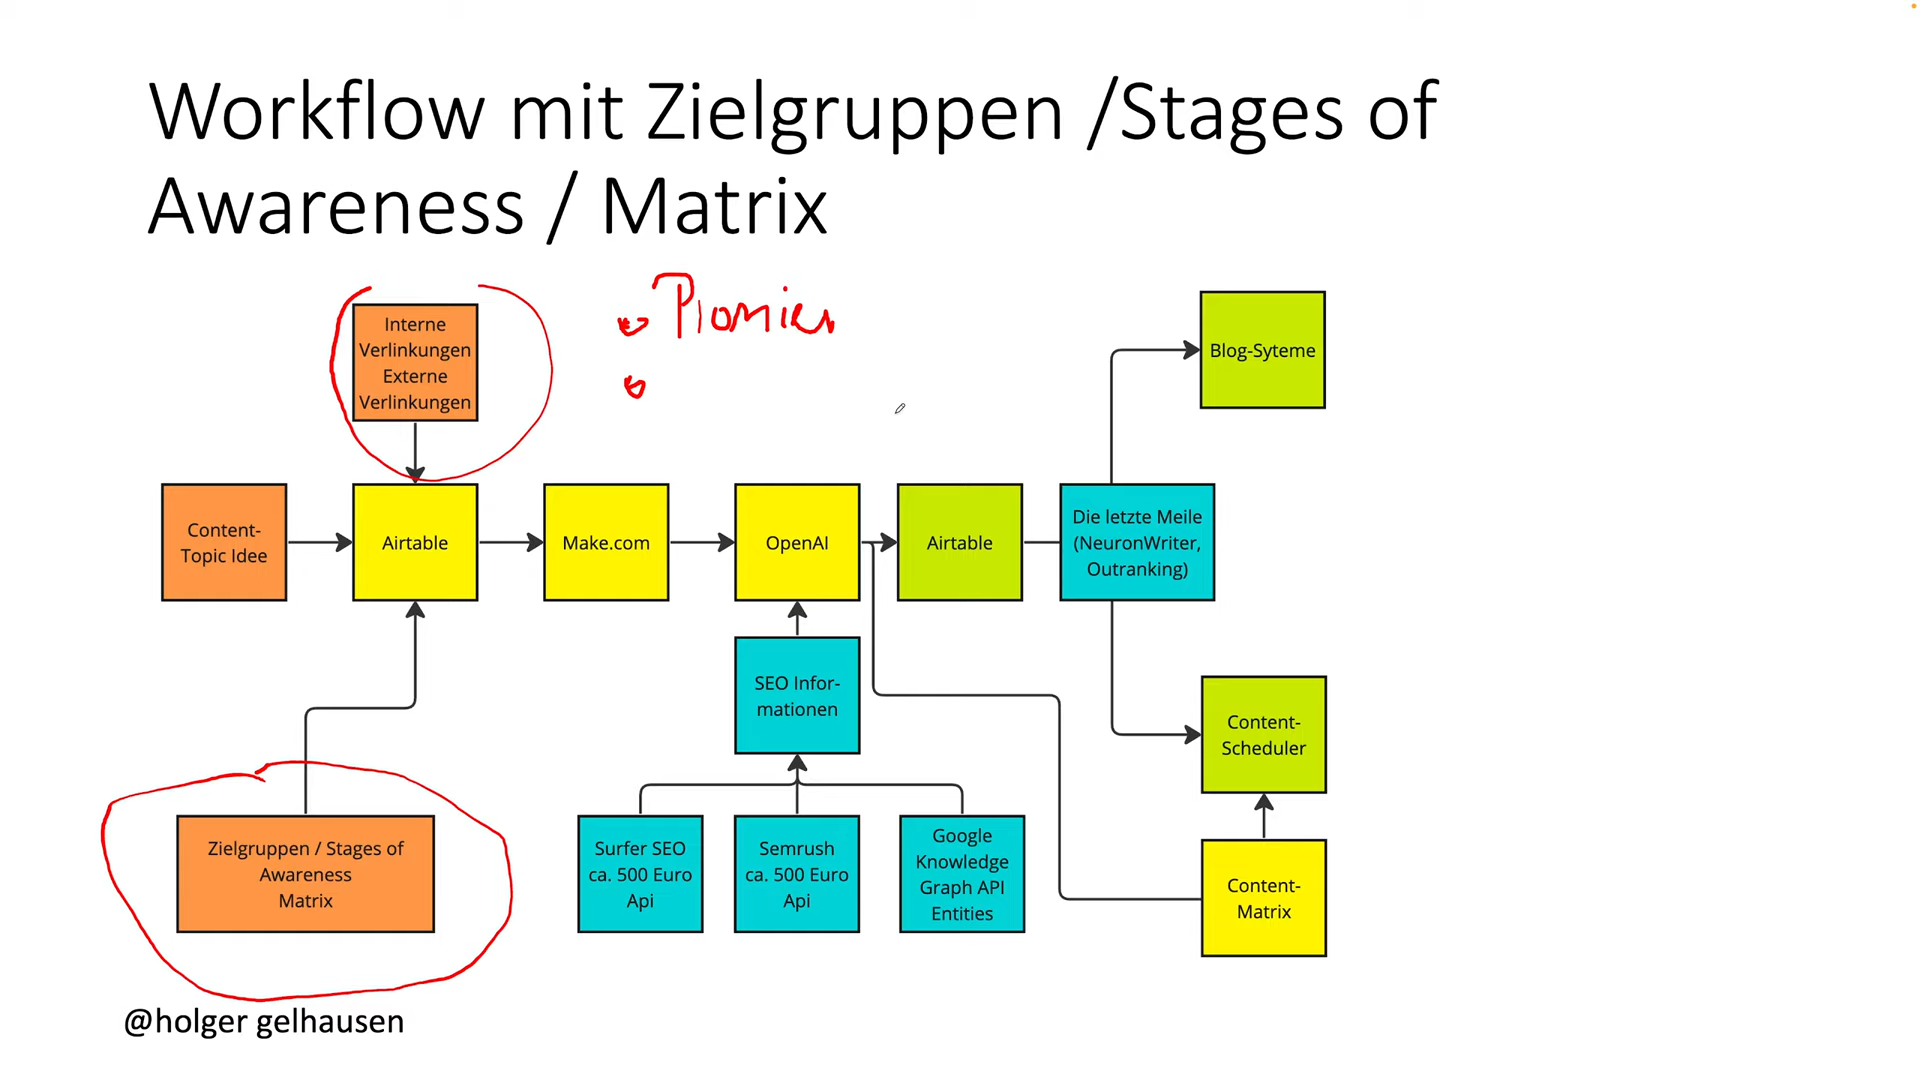 Workflow mit Zielgruppen /Stages of
Awareness / Matrix
Interne
Verlinkungen
Externe
Verlinkungen
Blog-Syteme
Content-
Topic Idee
Airtable
Make.com
OpenAI
Airtable
Die letzte Meile
(NeuronWriter,
Outranking)
SEO Infor-
mationen
Content-
Scheduler
Zielgruppen / Stages of
Awareness
Matrix
Surfer SEO
ca. 500 Euro
Api
Semrush
ca. 500 Euro
Api
Google
Knowledge
Graph API
Entities
Content-
Matrix
@holger gelhausen